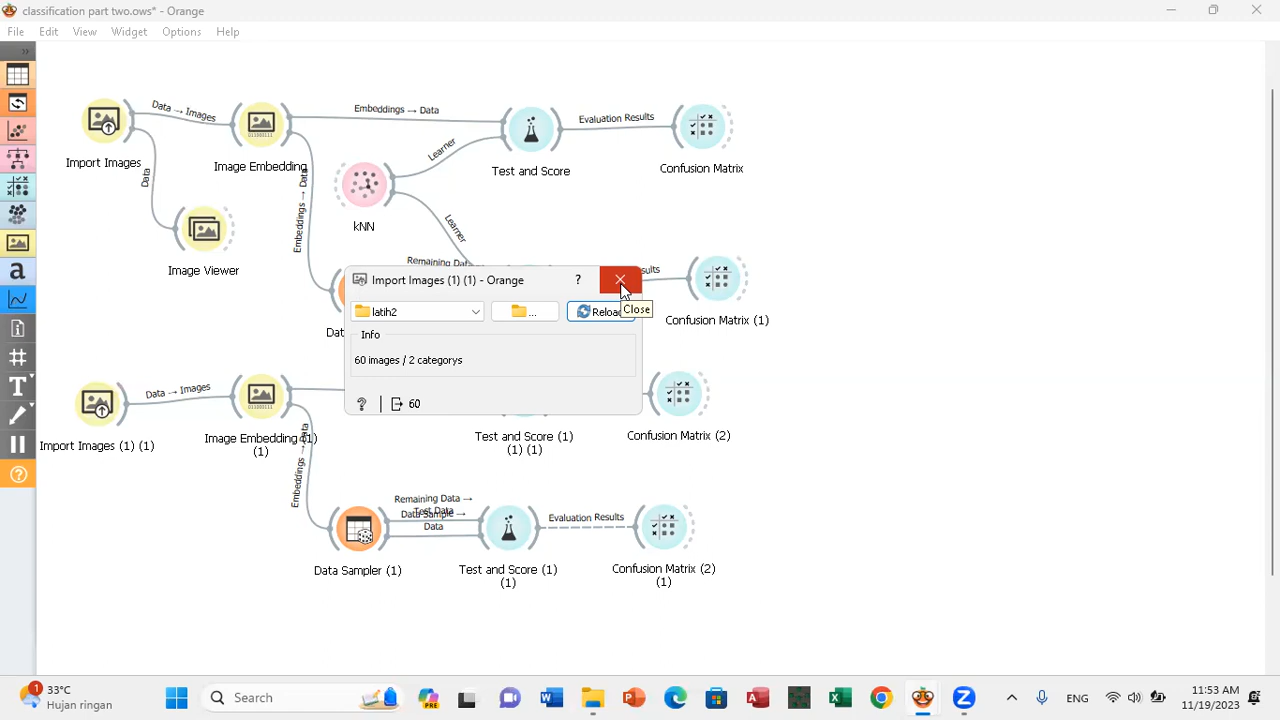 classification part two.ows* - Orange
File Edit View Widget Options Help
Data → Images
Embeddings → Data
Evaluation Results
Learner
Import Images
Image Embedding
Test and Score
Confusion Matrix
Data
Embeddings → Data
kNN
Learner
Image Viewer
Remaining Data
Import Images (1) (1) - Orange
?
Close
latih2
...
Reload
Info
60 images / 2 categorys
60
Confusion Matrix (1)
Data → Images
Import Images (1) (1)
Image Embedding (1)
(1)
Test and Score (1)
(1) (1)
Confusion Matrix (2)
Embeddings → Data
Remaining Data →
Test Data
Data Sample →
Data
Evaluation Results
Data Sampler (1)
Test and Score (1)
(1)
Confusion Matrix (2)
(1)
33°C
Hujan ringan
Search
PRE
ENG
11:53 AM
11/19/2023